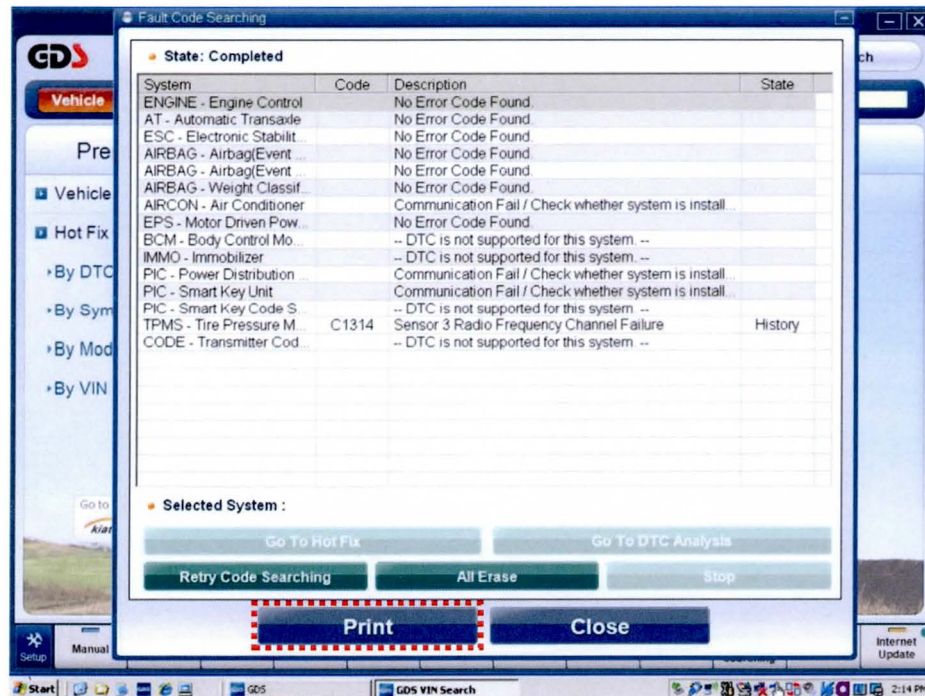 Fault Code Searching
GDS
ch
Vehicle
State: Completed
System Code Description State
ENGINE - Engine Control No Error Code Found.
AT - Automatic Transaxle No Error Code Found.
ESC - Electronic Stabilit... No Error Code Found.
AIRBAG - Airbag(Event ... No Error Code Found.
AIRBAG - Airbag(Event ... No Error Code Found.
AIRBAG - Weight Classif... No Error Code Found.
AIRCON - Air Conditioner Communication Fail / Check whether system is install...
EPS - Motor Driven Pow... No Error Code Found.
BCM - Body Control Mo... -- DTC is not supported for this system. --
IMMO - Immobilizer -- DTC is not supported for this system. --
PIC - Power Distribution ... Communication Fail / Check whether system is install...
PIC - Smart Key Unit Communication Fail / Check whether system is install...
PIC - Smart Key Code S... -- DTC is not supported for this system. --
TPMS - Tire Pressure M... C1314 Sensor 3 Radio Frequency Channel Failure History
CODE - Transmitter Cod... -- DTC is not supported for this system. --
Pre
Vehicle
Hot Fix
By DTC
By Sym
By Mod
By VIN
Go to
kiat
Selected System :
Go To Hot Fix Go To DTC Analysis
Retry Code Searching All Erase Stop
Print Close
Setup
Manual
Internet
Update
Start GDS GDS VIN Search 2:14 PM